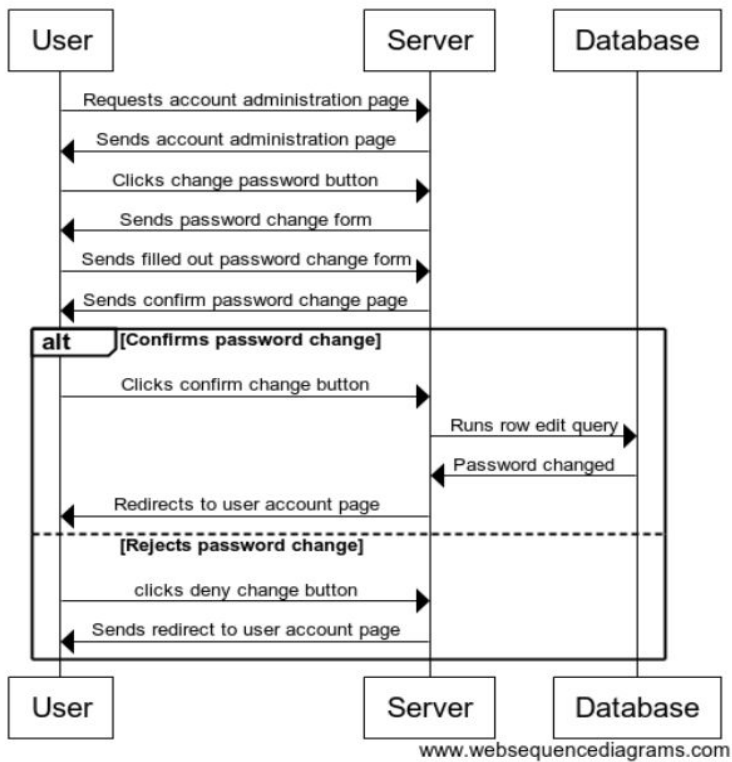 User Server Database
Requests account administration page
Sends account administration page
Clicks change password button
Sends password change form
Sends filled out password change form
Sends confirm password change page
alt [Confirms password change]
Clicks confirm change button
Runs row edit query
Password changed
Redirects to user account page
[Rejects password change]
clicks deny change button
Sends redirect to user account page
User Server Database
www.websequencediagrams.com